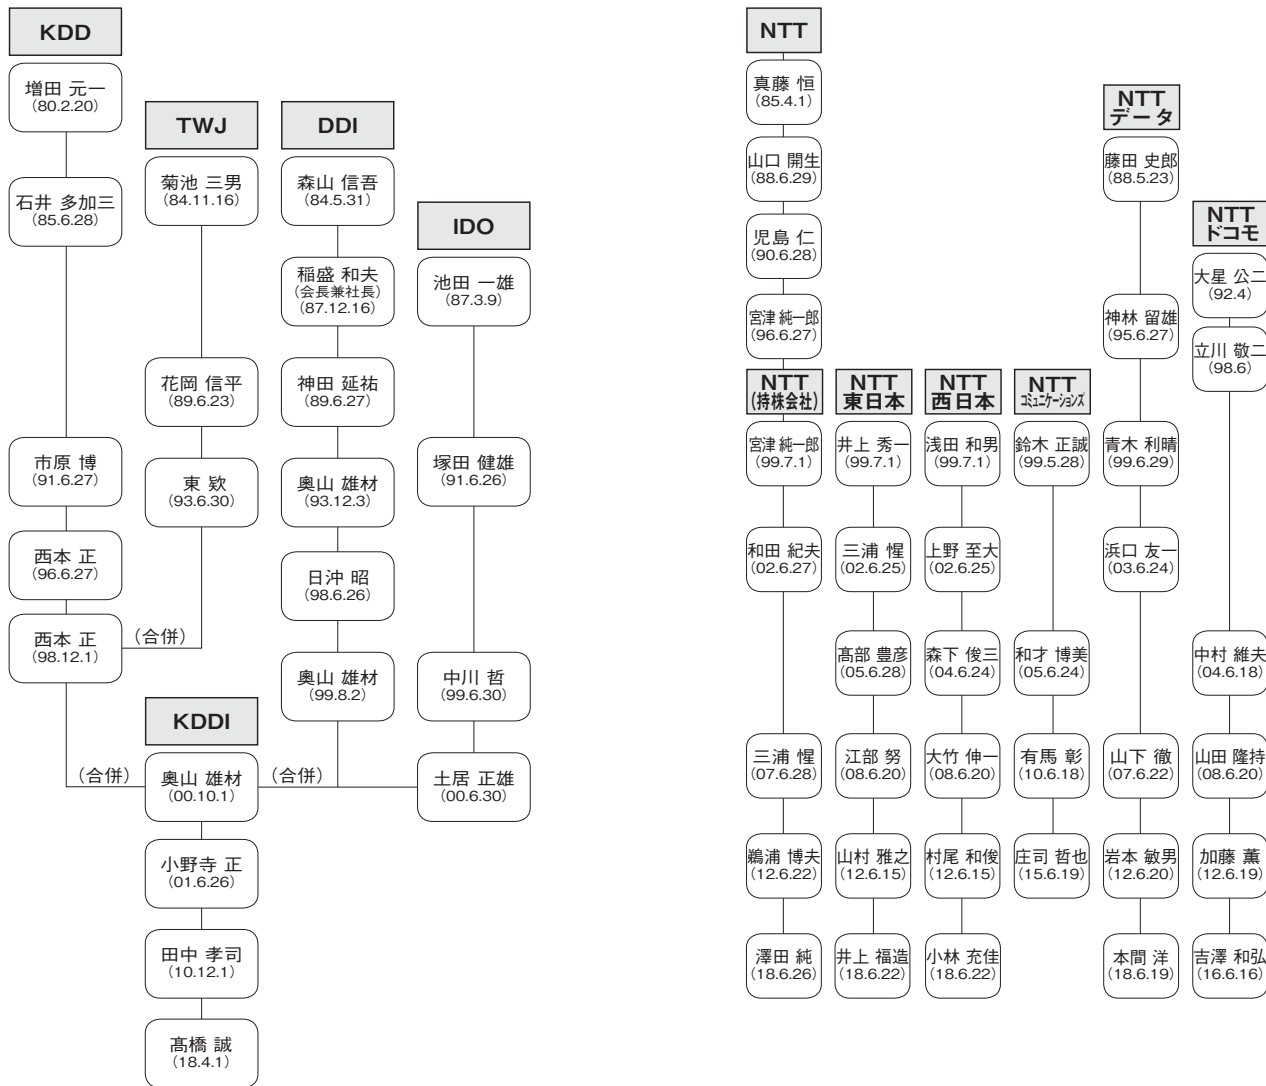 KDD
増田 元一
(80.2.20)
石井 多加三
(85.6.28)
市原 博
(91.6.27)
西本 正
(96.6.27)
西本 正
(98.12.1)
(合併)
TWJ
菊池 三男
(84.11.16)
花岡 信平
(89.6.23)
東 欵
(93.6.30)
DDI
森山 信吾
(84.5.31)
稲盛 和夫
(会長兼社長)
(87.12.16)
神田 延祐
(89.6.27)
奥山 雄材
(93.12.3)
日沖 昭
(98.6.26)
奥山 雄材
(99.8.2)
IDO
池田 一雄
(87.3.9)
塚田 健雄
(91.6.26)
中川 哲
(99.6.30)
土居 正雄
(00.6.30)
KDDI
(合併)
奥山 雄材
(00.10.1)
(合併)
小野寺 正
(01.6.26)
田中 孝司
(10.12.1)
髙橋 誠
(18.4.1)
NTT
真藤 恒
(85.4.1)
山口 開生
(88.6.29)
児島 仁
(90.6.28)
宮津 純一郎
(96.6.27)
NTT
(持株会社)
宮津 純一郎
(99.7.1)
和田 紀夫
(02.6.27)
三浦 惺
(07.6.28)
鵜浦 博夫
(12.6.22)
澤田 純
(18.6.26)
NTT
東日本
井上 秀一
(99.7.1)
三浦 惺
(02.6.25)
髙部 豊彦
(05.6.28)
江部 努
(08.6.20)
山村 雅之
(12.6.15)
井上 福造
(18.6.22)
NTT
西日本
浅田 和男
(99.7.1)
上野 至大
(02.6.25)
森下 俊三
(04.6.24)
大竹 伸一
(08.6.20)
村尾 和俊
(12.6.15)
小林 充佳
(18.6.22)
NTT
コミュニケーションズ
鈴木 正誠
(99.5.28)
和才 博美
(05.6.24)
有馬 彰
(10.6.18)
庄司 哲也
(15.6.19)
NTT
データ
藤田 史郎
(88.5.23)
神林 留雄
(95.6.27)
青木 利晴
(99.6.29)
浜口 友一
(03.6.24)
山下 徹
(07.6.22)
岩本 敏男
(12.6.20)
本間 洋
(18.6.19)
NTT
ドコモ
大星 公二
(92.4)
立川 敬二
(98.6)
中村 維夫
(04.6.18)
山田 隆持
(08.6.20)
加藤 薫
(12.6.19)
吉澤 和弘
(16.6.16)